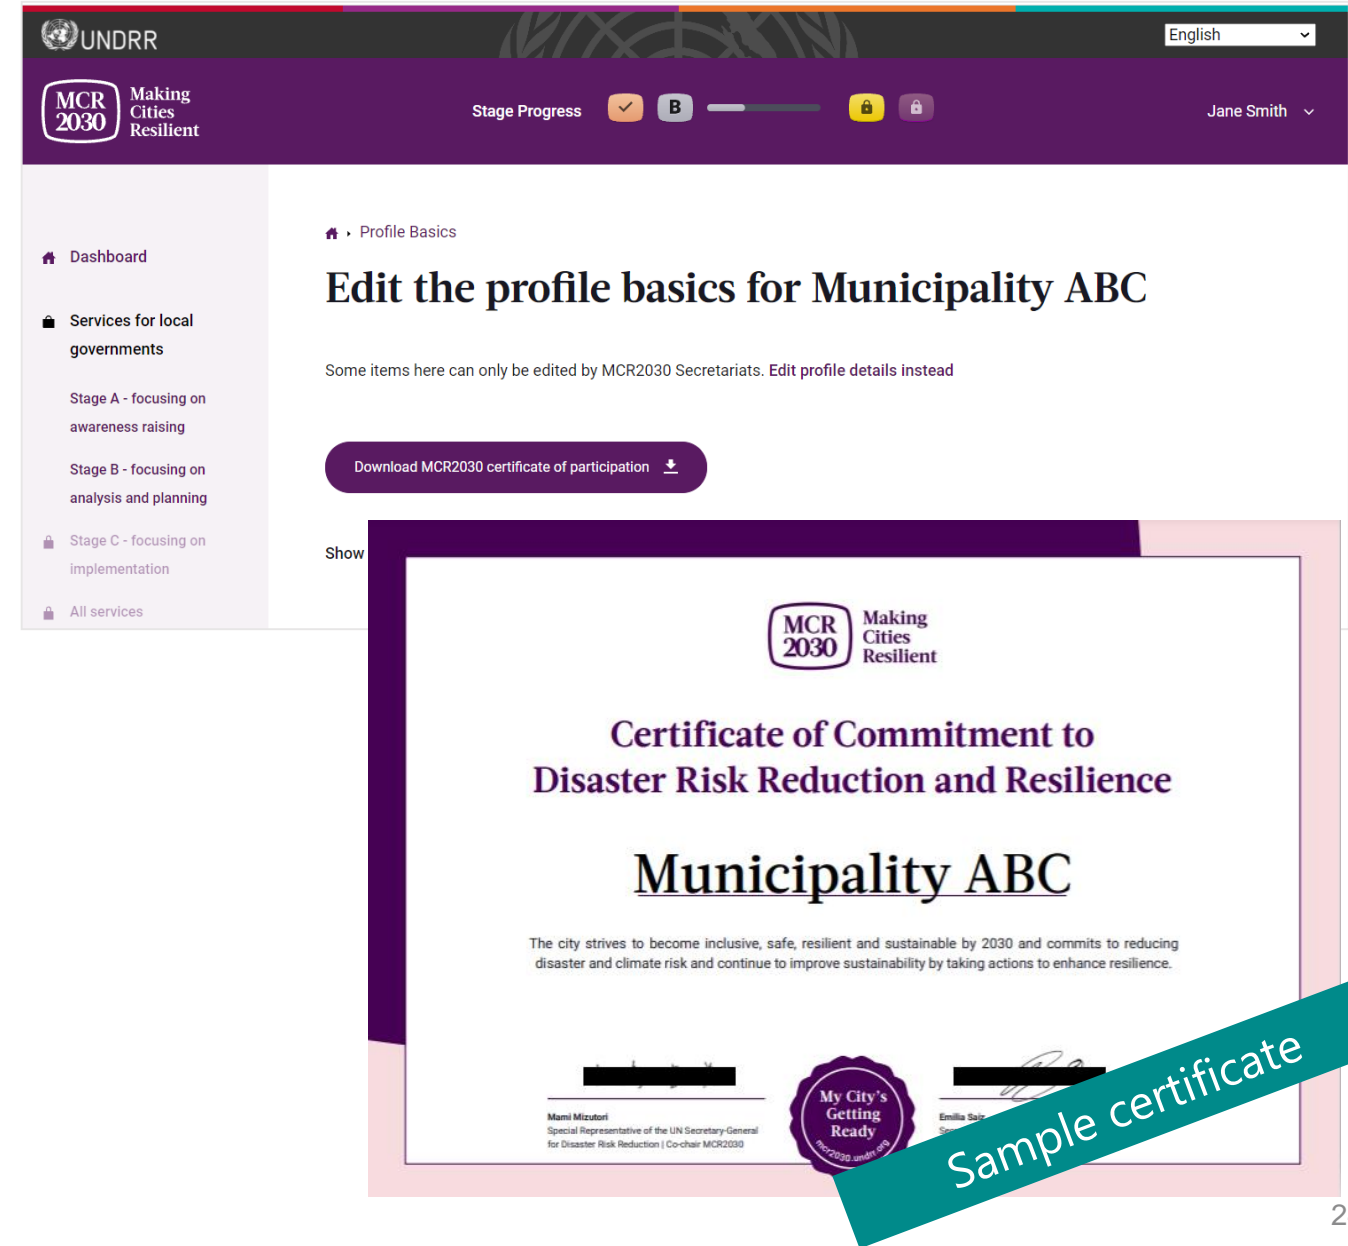 UNDRR
English
MCR
2030
Making
Cities
Resilient
Stage Progress
B
Jane Smith
Dashboard
Services for local
governments
Stage A - focusing on
awareness raising
Stage B - focusing on
analysis and planning
Stage C - focusing on
implementation
All services
Profile Basics
Edit the profile basics for Municipality ABC
Some items here can only be edited by MCR2030 Secretariats. Edit profile details instead
Download MCR2030 certificate of participation
Show
MCR
2030
Making
Cities
Resilient
Certificate of Commitment to
Disaster Risk Reduction and Resilience
Municipality ABC
The city strives to become inclusive, safe, resilient and sustainable by 2030 and commits to reducing
disaster and climate risk and continue to improve sustainability by taking actions to enhance resilience.
Mami Mizutori
Special Representative of the UN Secretary-General
for Disaster Risk Reduction | Co-chair MCR2030
My City's
Getting
Ready
mcr2030.undrr.org
Emilia Saiz
Sample certificate
2